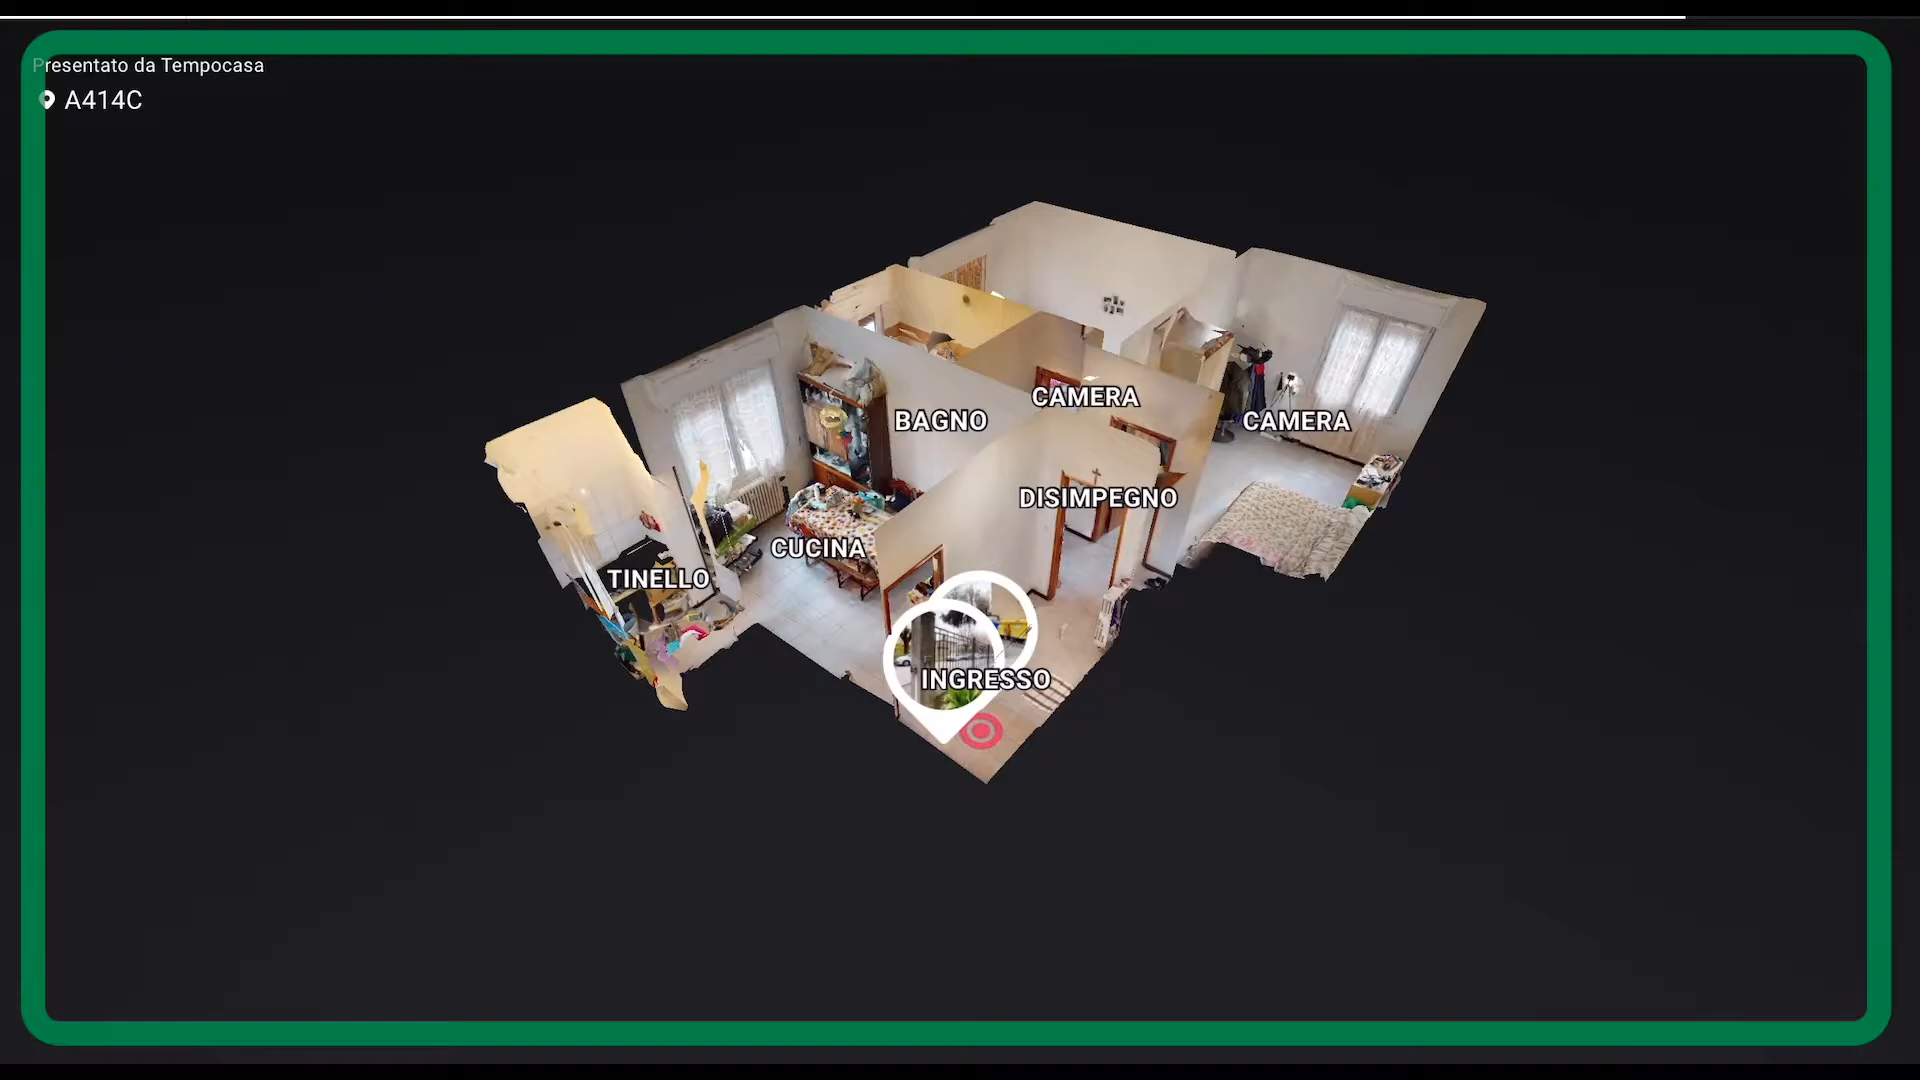 Presentato da Tempocasa
A414C
CAMERA
BAGNO
CAMERA
DISIMPEGNO
CUCINA
TINELLO
INGRESSO